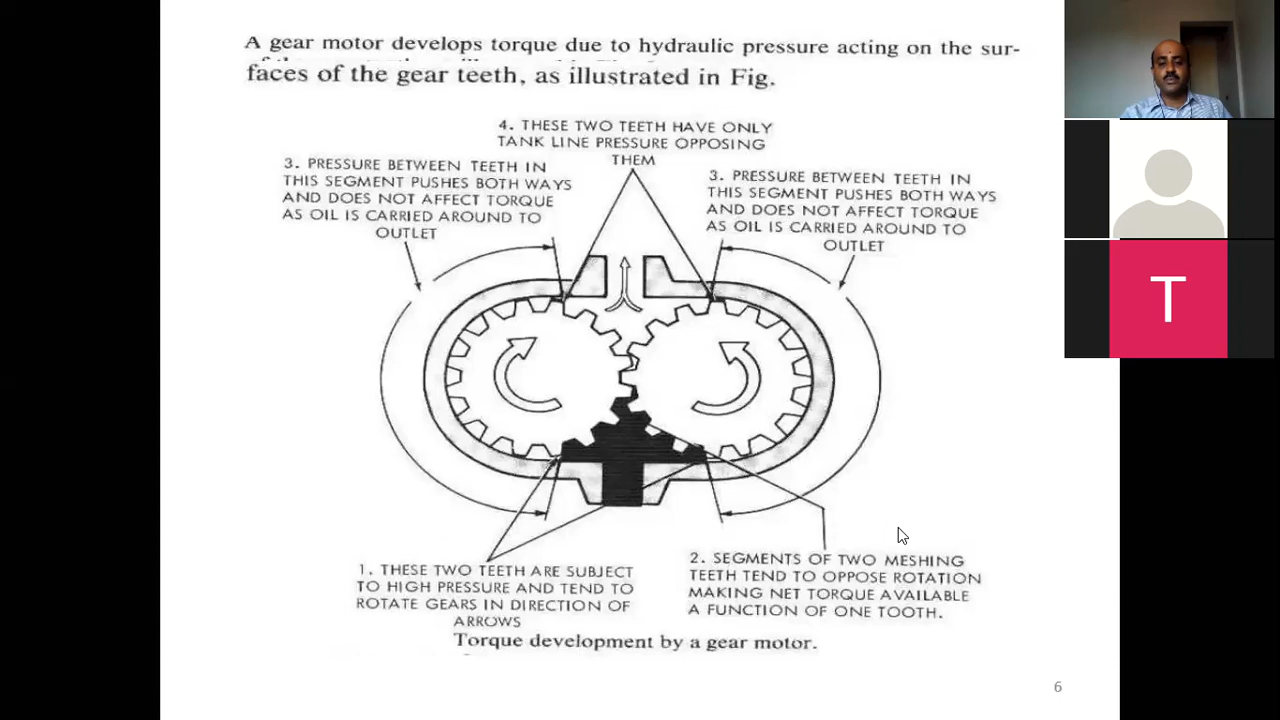 A gear motor develops torque due to hydraulic pressure acting on the sur-
faces of the gear teeth, as illustrated in Fig.
4. THESE TWO TEETH HAVE ONLY
TANK LINE PRESSURE OPPOSING
THEM
3. PRESSURE BETWEEN TEETH IN
THIS SEGMENT PUSHES BOTH WAYS
AND DOES NOT AFFECT TORQUE
AS OIL IS CARRIED AROUND TO
OUTLET
3. PRESSURE BETWEEN TEETH IN
THIS SEGMENT PUSHES BOTH WAYS
AND DOES NOT AFFECT TORQUE
AS OIL IS CARRIED AROUND TO
OUTLET
T
1. THESE TWO TEETH ARE SUBJECT
TO HIGH PRESSURE AND TEND TO
ROTATE GEARS IN DIRECTION OF
ARROWS
2. SEGMENTS OF TWO MESHING
TEETH TEND TO OPPOSE ROTATION
MAKING NET TORQUE AVAILABLE
A FUNCTION OF ONE TOOTH.
Torque development by a gear motor.
6